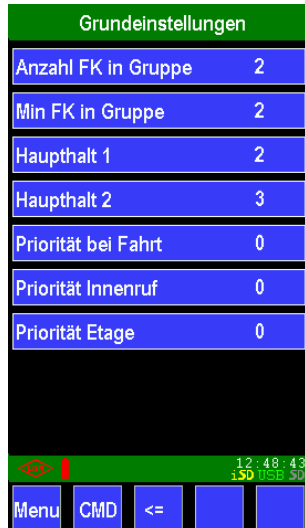 Grundeinstellungen
Anzahl FK in Gruppe 2
Min FK in Gruppe 2
Haupthalt 1 2
Haupthalt 2 3
Priorität bei Fahrt 0
Priorität Innenruf 0
Priorität Etage 0
12:48:43
iSD USB SD
Menu CMD <=